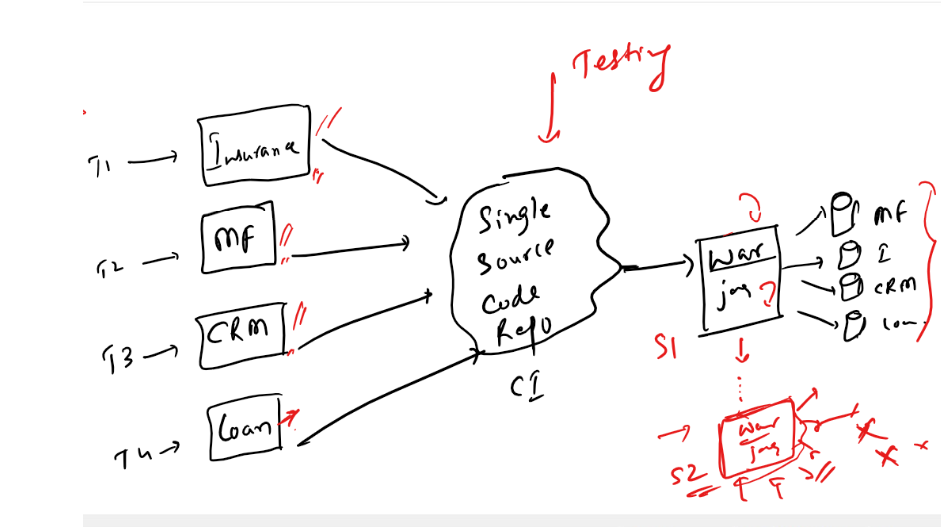 Testing
T1
Insurance
T2
MF
T3
CRM
T4
Loan
Single
Source
Code
Repo
CI
war
jar
S1
MF
I
CRM
Loan
war
jar
S2